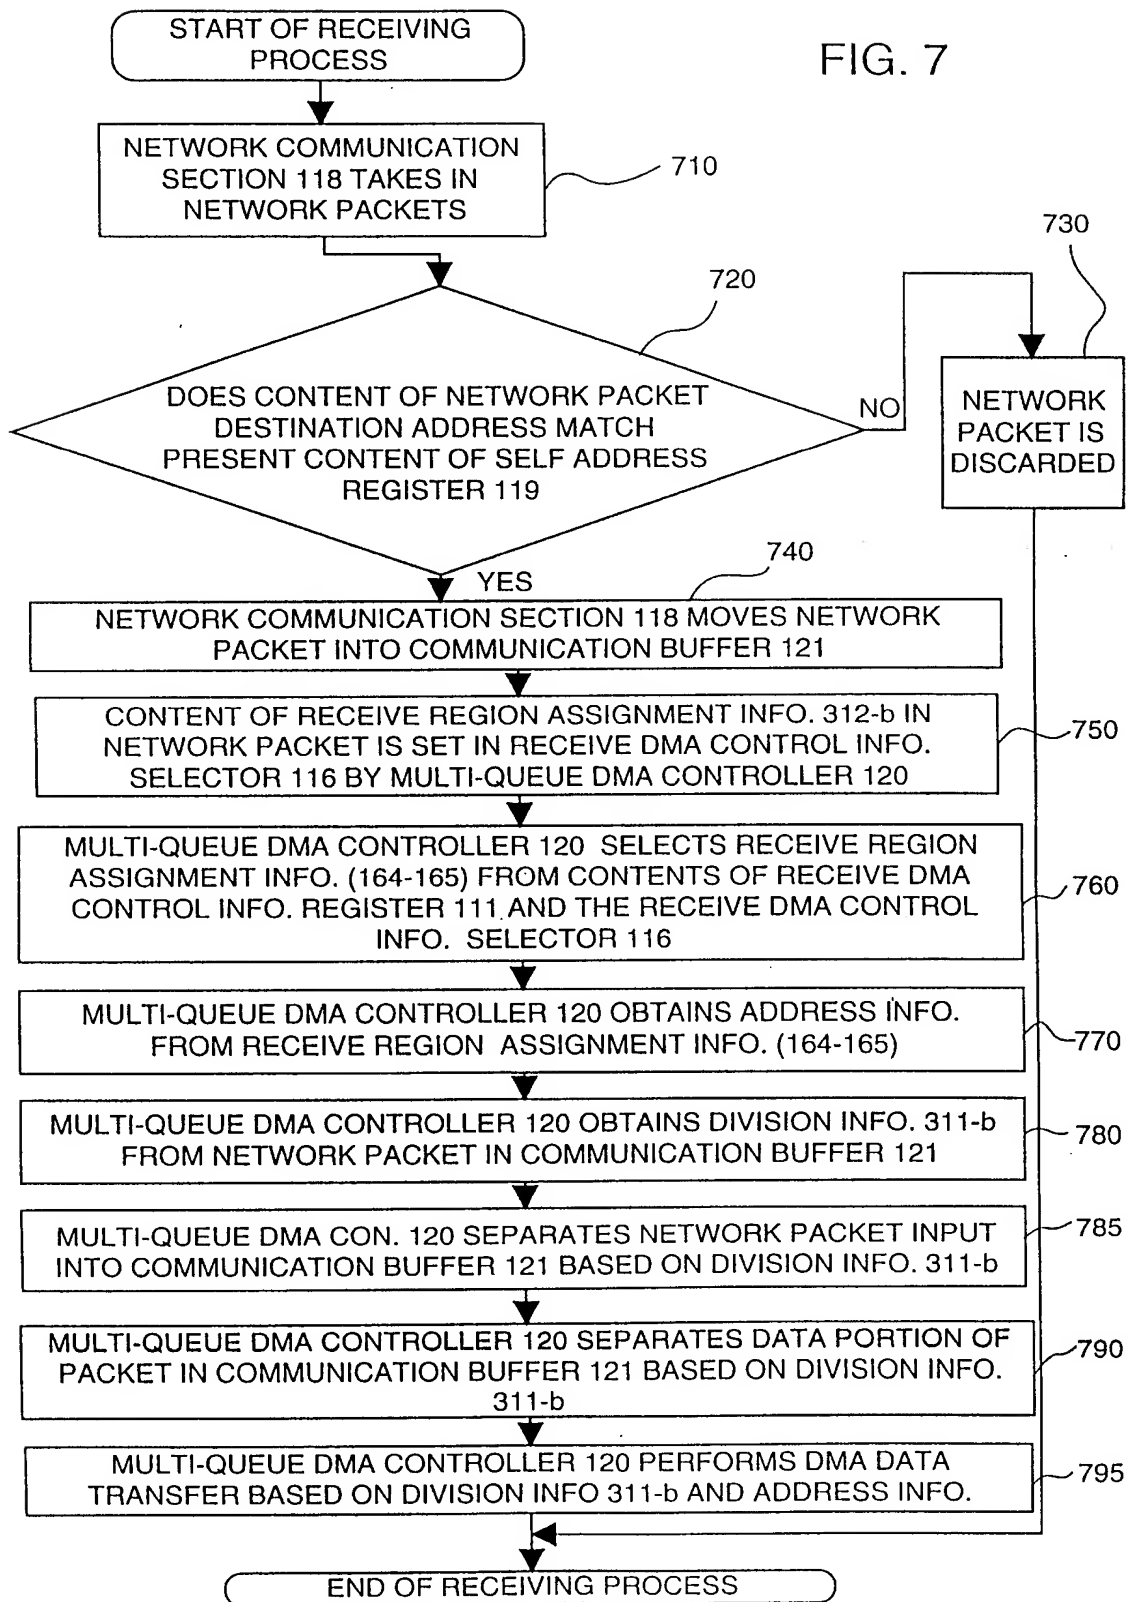 START OF RECEIVING
PROCESS
FIG. 7
NETWORK COMMUNICATION
SECTION 118 TAKES IN
NETWORK PACKETS
710
720
730
DOES CONTENT OF NETWORK PACKET
DESTINATION ADDRESS MATCH
PRESENT CONTENT OF SELF ADDRESS
REGISTER 119
NO
NETWORK
PACKET IS
DISCARDED
YES
740
NETWORK COMMUNICATION SECTION 118 MOVES NETWORK
PACKET INTO COMMUNICATION BUFFER 121
CONTENT OF RECEIVE REGION ASSIGNMENT INFO. 312-b IN
NETWORK PACKET IS SET IN RECEIVE DMA CONTROL INFO.
SELECTOR 116 BY MULTI-QUEUE DMA CONTROLLER 120
750
MULTI-QUEUE DMA CONTROLLER 120 SELECTS RECEIVE REGION
ASSIGNMENT INFO. (164-165) FROM CONTENTS OF RECEIVE DMA
CONTROL INFO. REGISTER 111 AND THE RECEIVE DMA CONTROL
INFO. SELECTOR 116
760
MULTI-QUEUE DMA CONTROLLER 120 OBTAINS ADDRESS INFO.
FROM RECEIVE REGION ASSIGNMENT INFO. (164-165)
770
MULTI-QUEUE DMA CONTROLLER 120 OBTAINS DIVISION INFO. 311-b
FROM NETWORK PACKET IN COMMUNICATION BUFFER 121
780
MULTI-QUEUE DMA CON. 120 SEPARATES NETWORK PACKET INPUT
INTO COMMUNICATION BUFFER 121 BASED ON DIVISION INFO. 311-b
785
MULTI-QUEUE DMA CONTROLLER 120 SEPARATES DATA PORTION OF
PACKET IN COMMUNICATION BUFFER 121 BASED ON DIVISION INFO.
311-b
790
MULTI-QUEUE DMA CONTROLLER 120 PERFORMS DMA DATA
TRANSFER BASED ON DIVISION INFO 311-b AND ADDRESS INFO.
795
END OF RECEIVING PROCESS